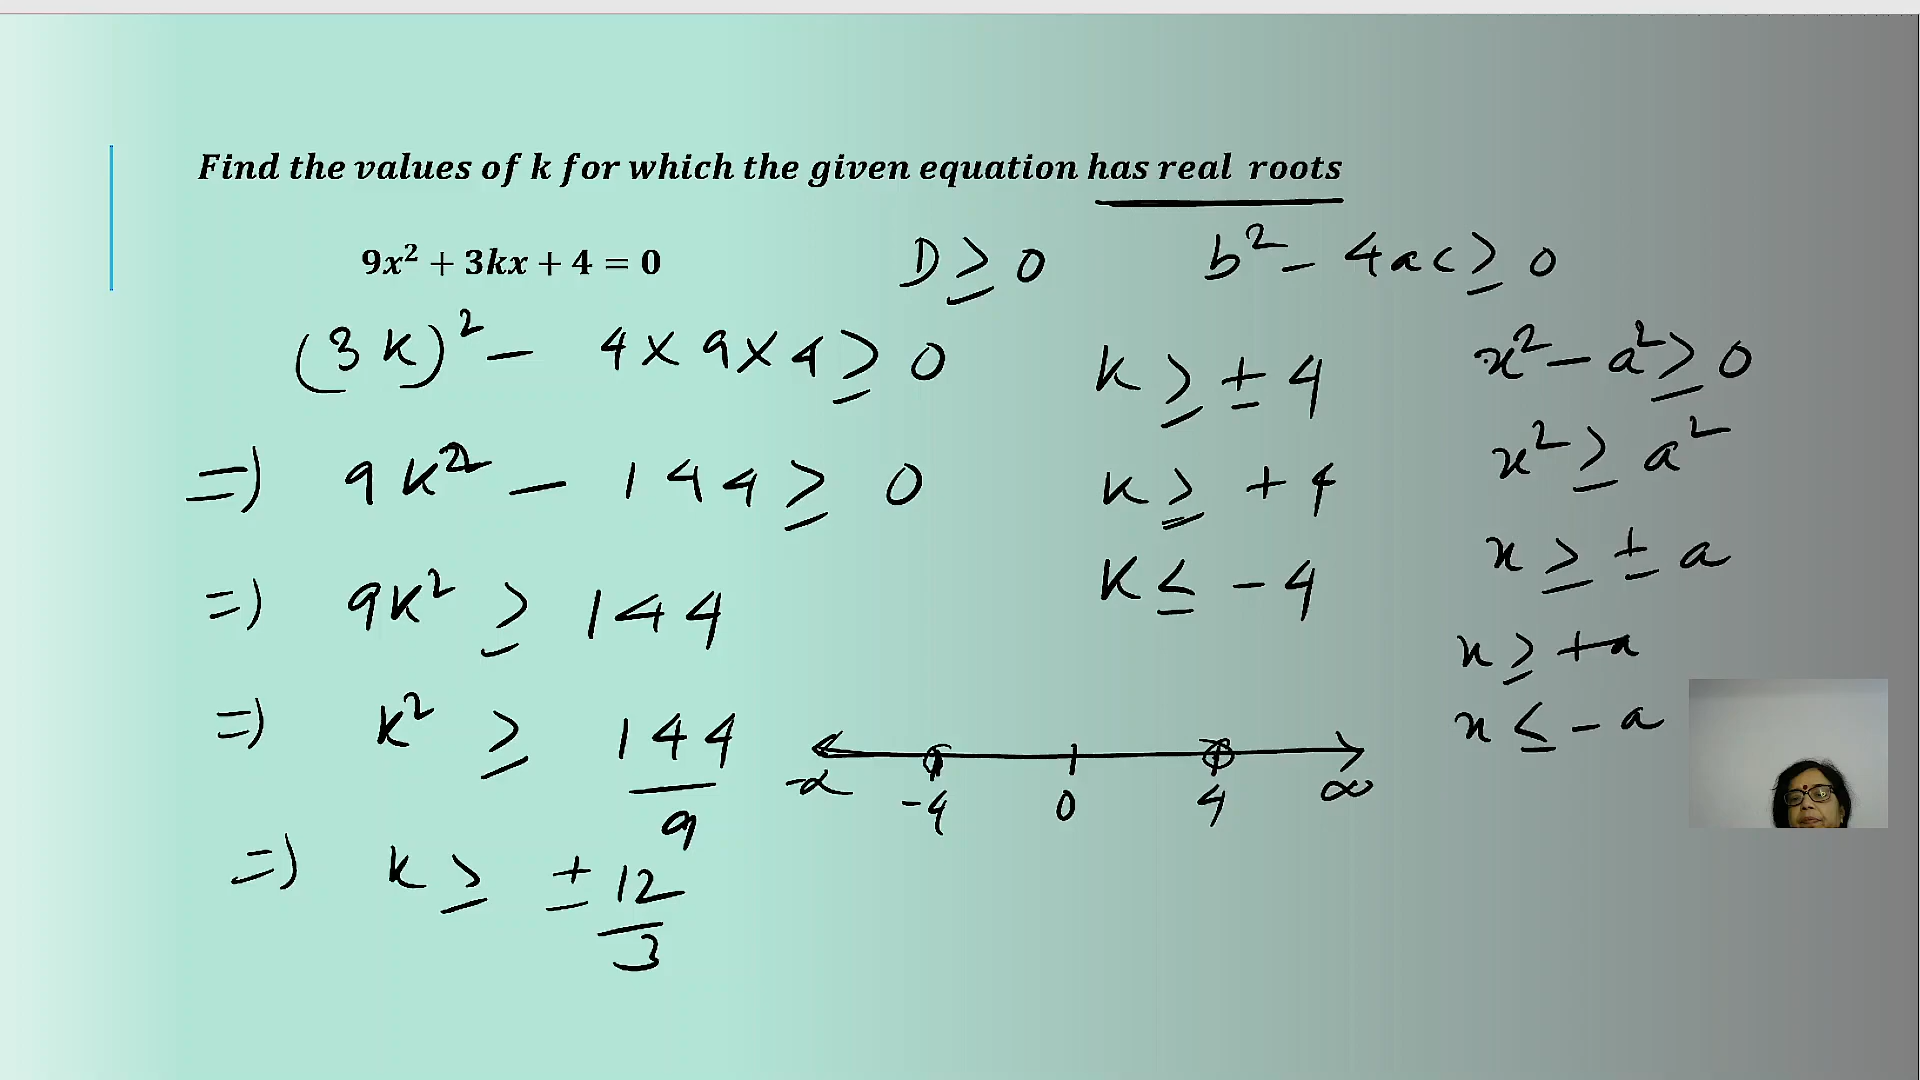 Find the values of k for which the given equation has real roots
9x² + 3kx + 4 = 0
D ≥ 0
b² - 4ac ≥ 0
(3k)² - 4 × 9 × 4 ≥ 0
=) 9k² - 144 ≥ 0
=) 9k² ≥ 144
=) k² ≥ 144/9
=) k ≥ ± 12/3
k ≥ ± 4
k ≥ + 4
k ≤ - 4
-∝ -4 0 4 ∞
x² - a² ≥ 0
x² ≥ a²
x ≥ ± a
x ≥ +a
x ≤ - a